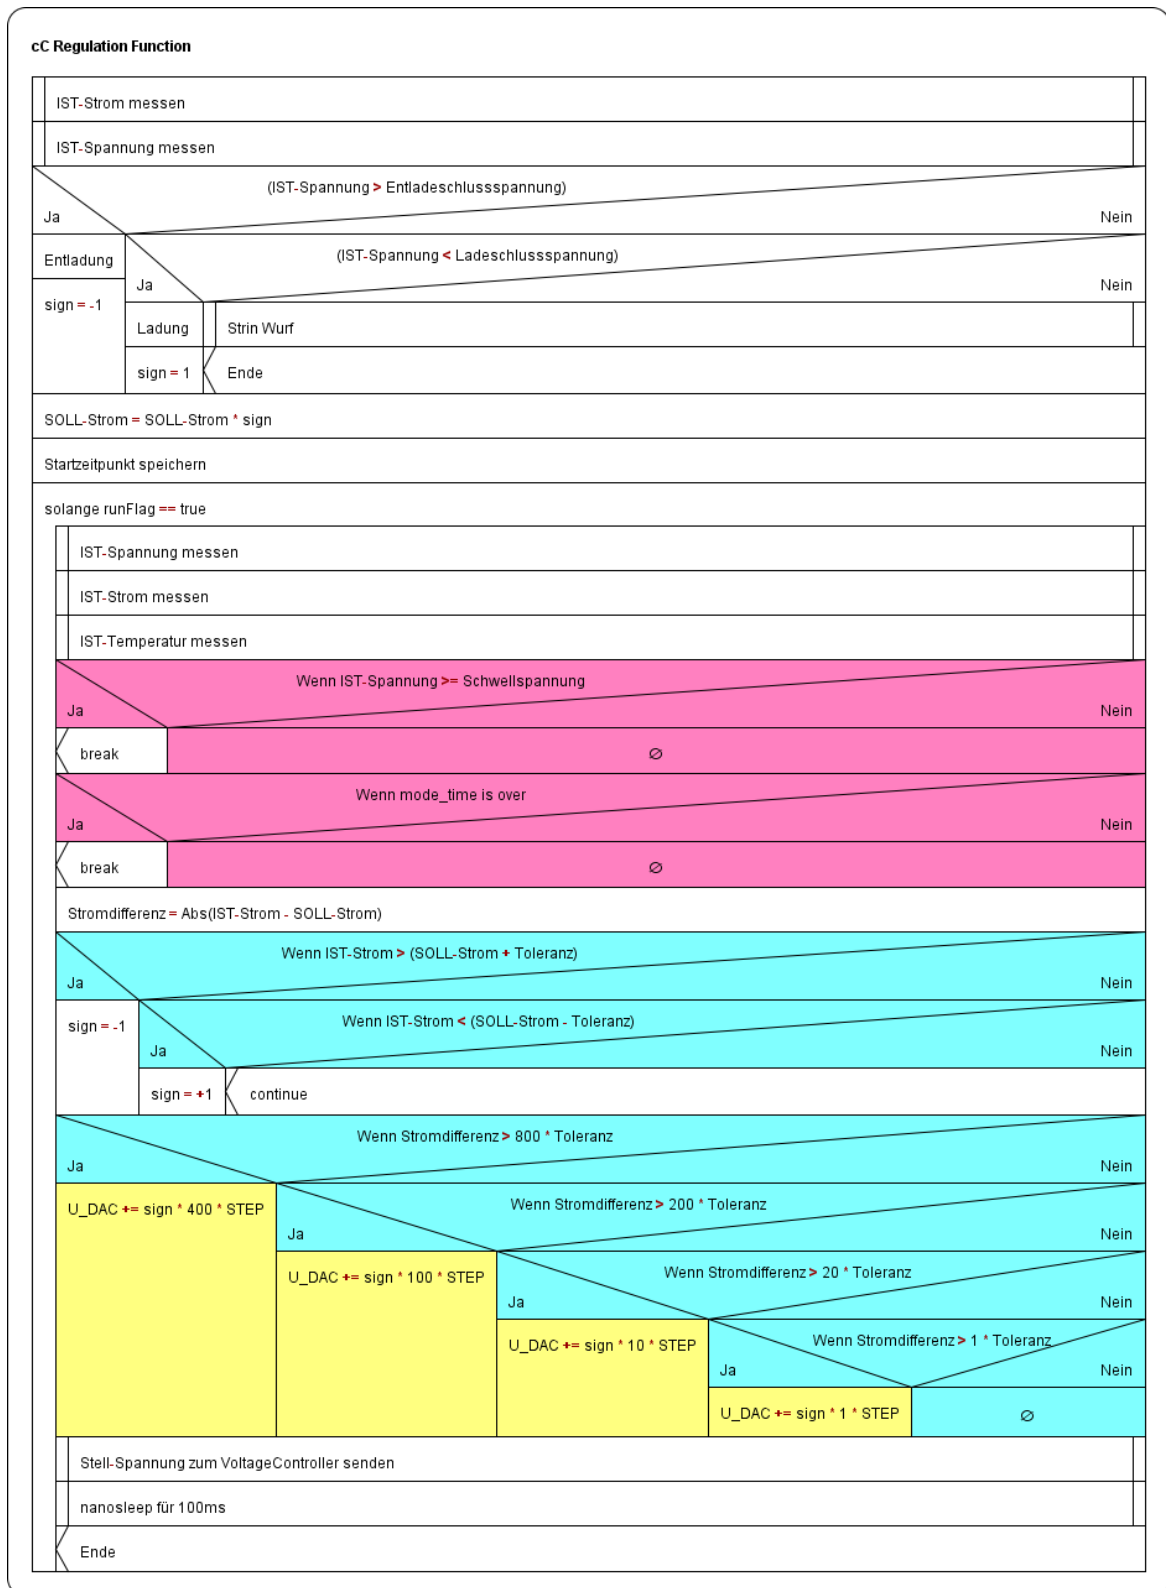 cC Regulation Function
IST-Strom messen
IST-Spannung messen
(IST-Spannung > Entladeschlussspannung)
Ja
Nein
Entladung
(IST-Spannung < Ladeschlussspannung)
Ja
Nein
sign = -1
Ladung
Strin Wurf
sign = 1
Ende
SOLL-Strom = SOLL-Strom * sign
Startzeitpunkt speichern
solange runFlag == true
IST-Spannung messen
IST-Strom messen
IST-Temperatur messen
Wenn IST-Spannung >= Schwellspannung
Ja
Nein
break
∅
Wenn mode_time is over
Ja
Nein
break
∅
Stromdifferenz = Abs(IST-Strom - SOLL-Strom)
Wenn IST-Strom > (SOLL-Strom + Toleranz)
Ja
Nein
sign = -1
Wenn IST-Strom < (SOLL-Strom - Toleranz)
Ja
Nein
sign = +1
continue
Wenn Stromdifferenz > 800 * Toleranz
Ja
Nein
U_DAC += sign * 400 * STEP
Wenn Stromdifferenz > 200 * Toleranz
Ja
Nein
U_DAC += sign * 100 * STEP
Wenn Stromdifferenz > 20 * Toleranz
Ja
Nein
U_DAC += sign * 10 * STEP
Wenn Stromdifferenz > 1 * Toleranz
Ja
Nein
U_DAC += sign * 1 * STEP
∅
Stell-Spannung zum VoltageController senden
nanosleep für 100ms
Ende